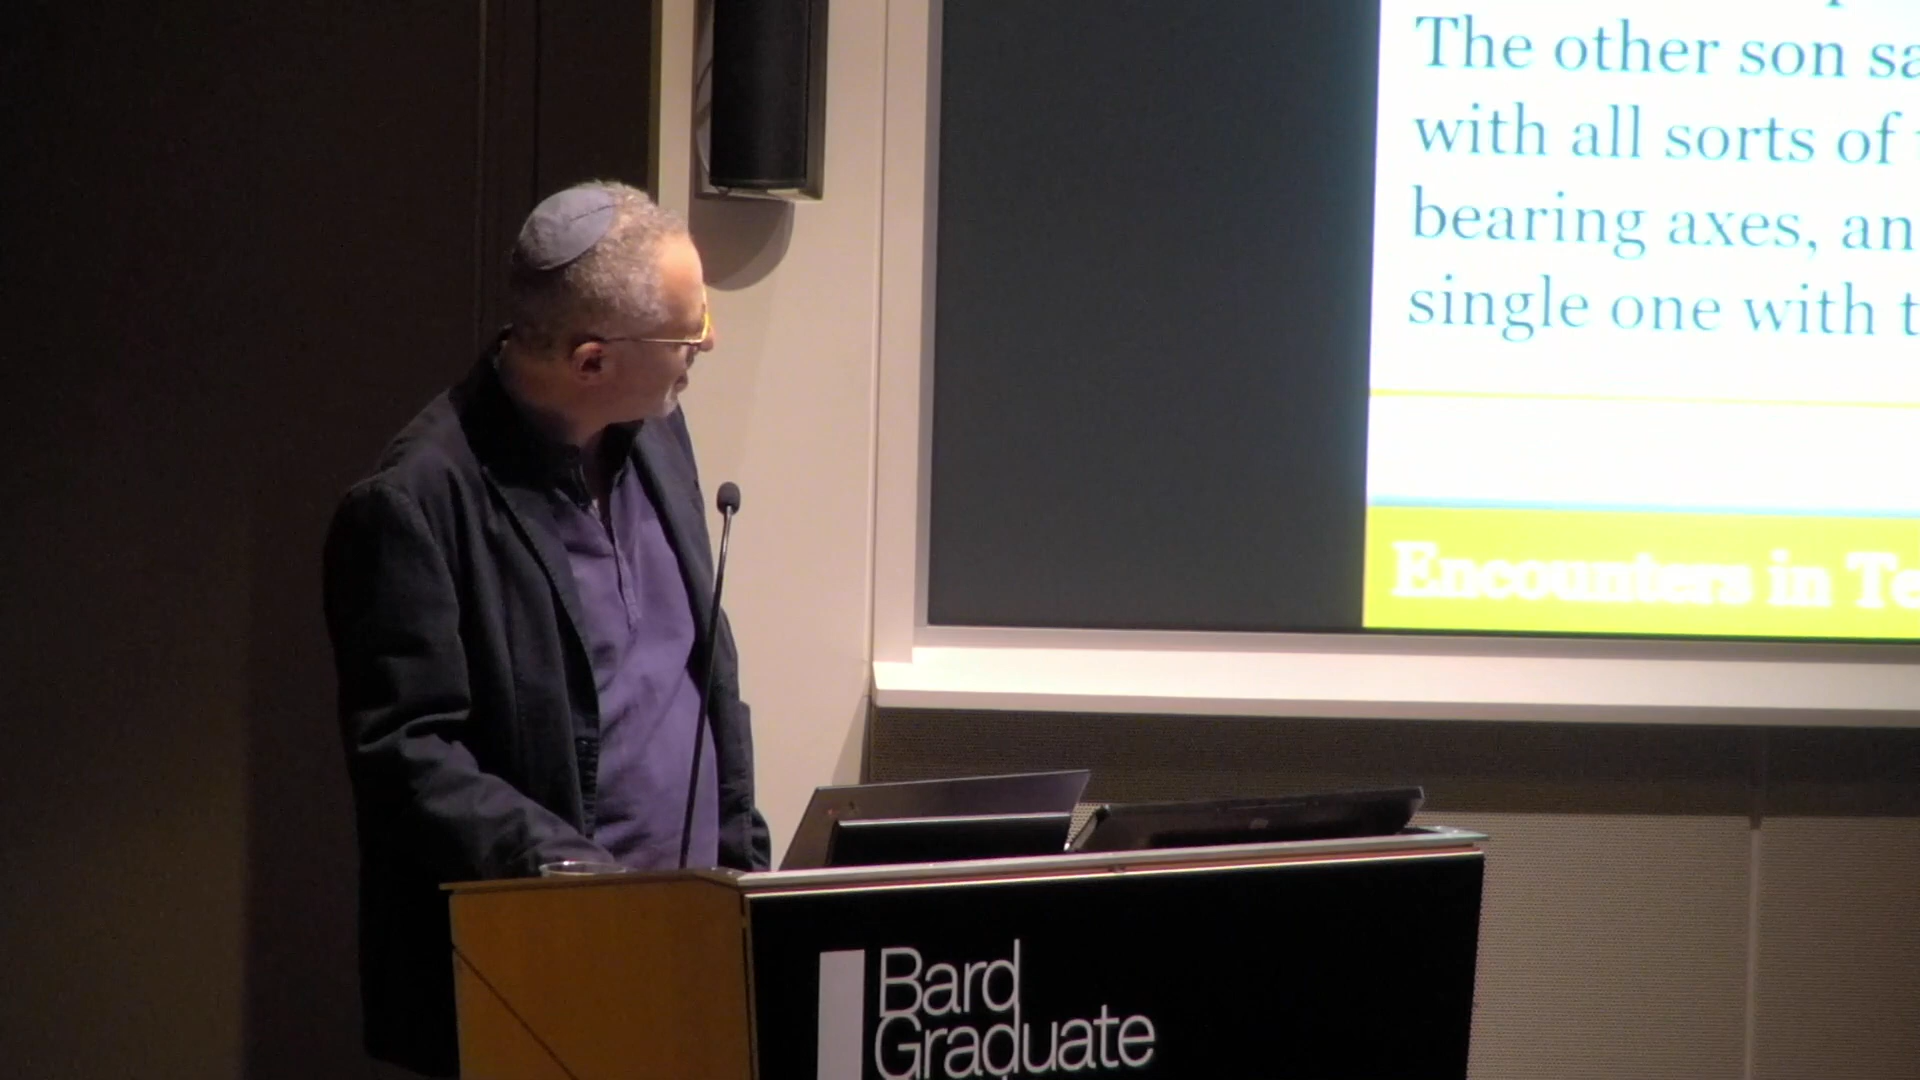 The other son sa
with all sorts of
bearing axes, an
single one with t
Encounters in Te
Bard
Graduate